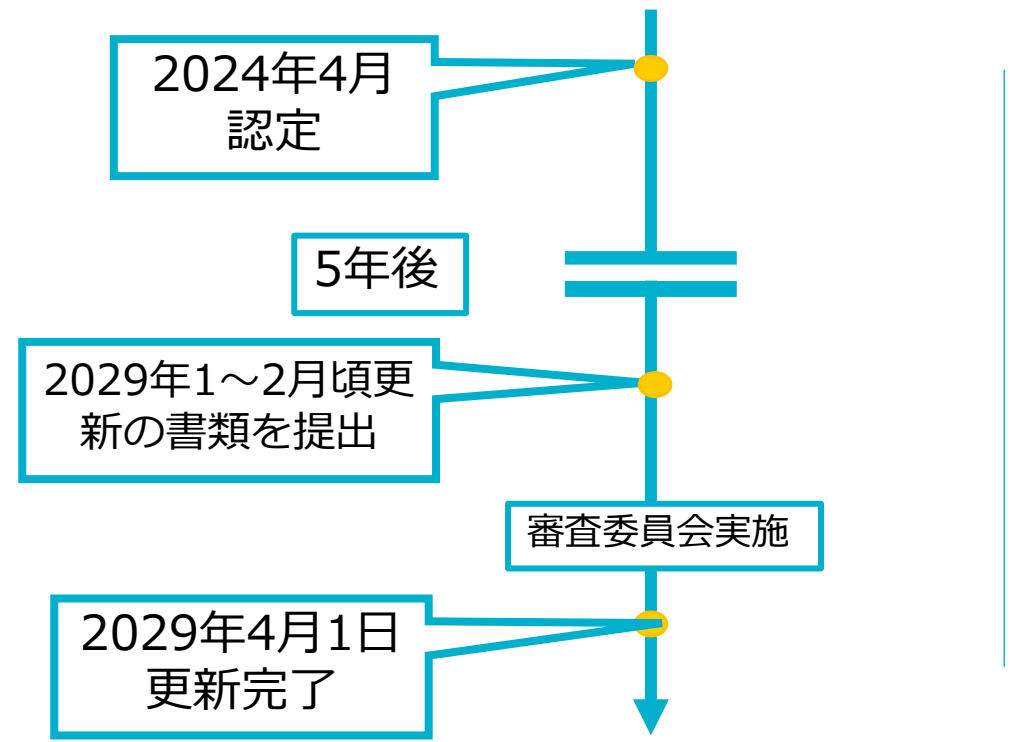 2024年4月
認定
5年後
2029年1～2月頃更
新の書類を提出
審査委員会実施
2029年4月1日
更新完了